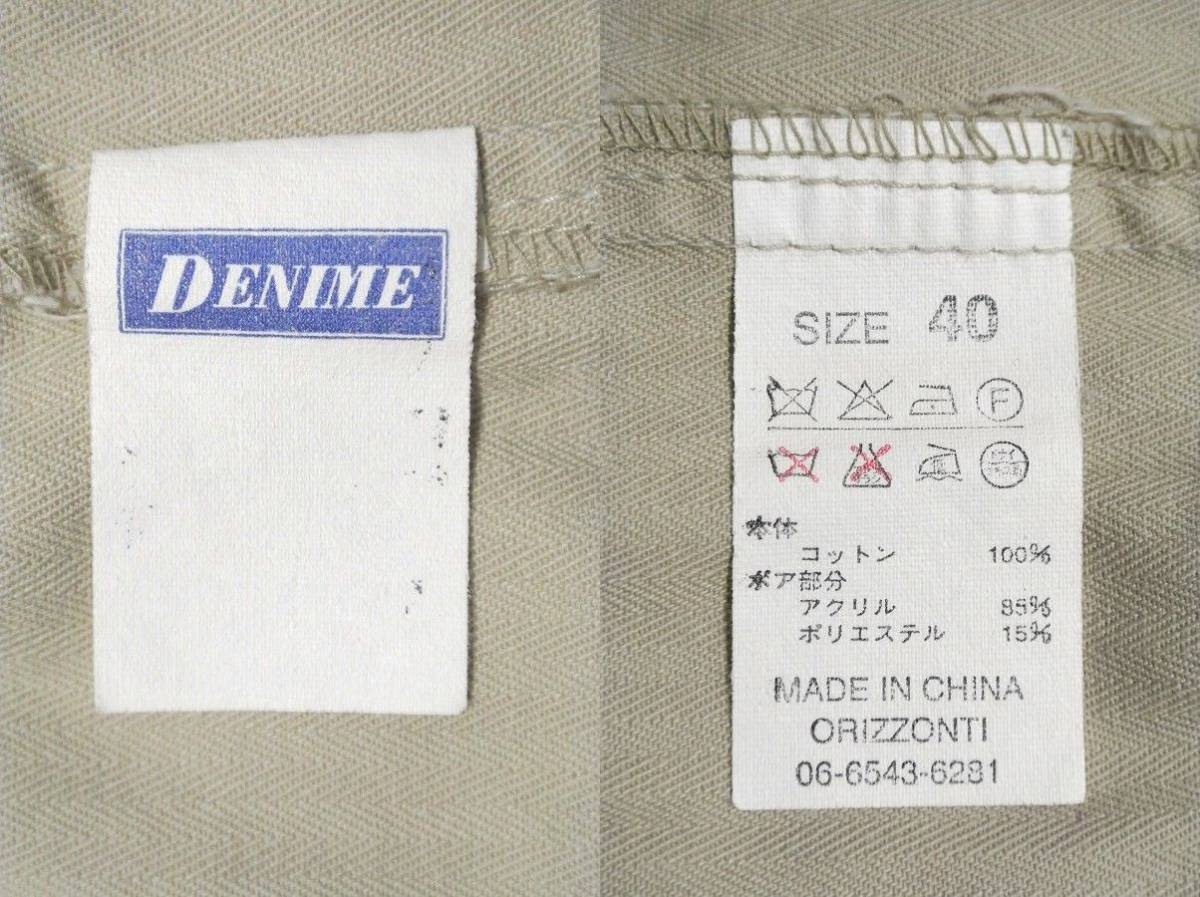 DENIME
SIZE 40
F
本体
コットン 100%
ボア部分
アクリル 85%
ポリエステル 15%
MADE IN CHINA
ORIZZONTI
06-6543-6281